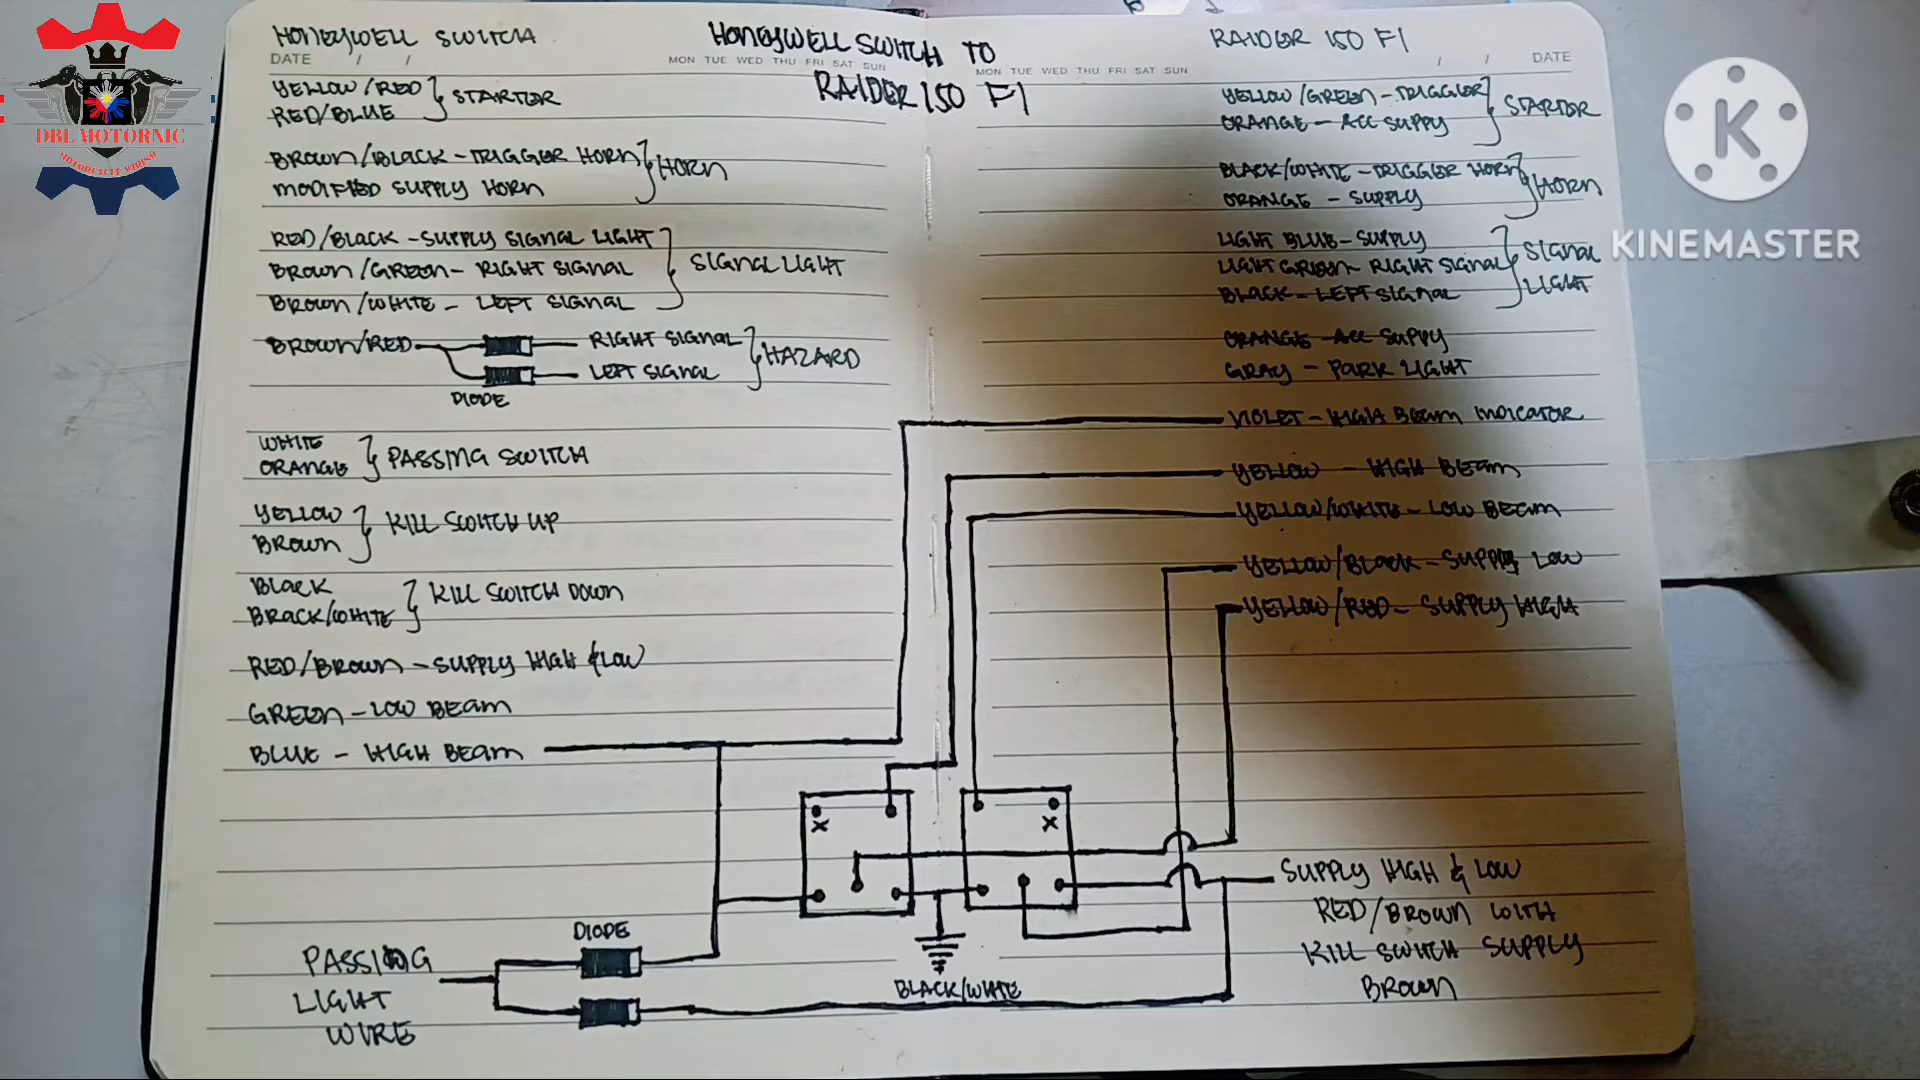 HONEYWELL SWITCH
HONEYWELL SWITCH TO
RAIDER 150 FI
RAIDER 150 FI
DATE / /
MON TUE WED THU FRI SAT SUN
MON TUE WED THU FRI SAT SUN
/ / DATE
DBL MOTORNIC
MOTORCYCLE WIRING
KINEMASTER
YELLOW/RED
RED/BLUE
STARTER
BROWN/BLACK - TRIGGER HORN
MODIFIED SUPPLY HORN
HORN
RED/BLACK - SUPPLY SIGNAL LIGHT
BROWN/GREEN - RIGHT SIGNAL
BROWN/WHITE - LEFT SIGNAL
SIGNAL LIGHT
BROWN/RED
RIGHT SIGNAL
LEFT SIGNAL
HAZARD
DIODE
WHITE
ORANGE
PASSING SWITCH
YELLOW
BROWN
KILL SWITCH UP
BLACK
BRACK/WHITE
KILL SWITCH DOWN
RED/BROWN - SUPPLY HIGH & LOW
GREEN - LOW BEAM
BLUE - HIGH BEAM
YELLOW/GREEN - TRIGGER
ORANGE - ACC SUPPLY
STARTER
BLACK/WHITE - TRIGGER HORN
ORANGE - SUPPLY
HORN
LIGHT BLUE - SUPPLY
LIGHT GREEN - RIGHT SIGNAL
BLACK - LEFT SIGNAL
SIGNAL
LIGHT
ORANGE - ACC SUPPLY
GRAY - PARK LIGHT
VIOLET - HIGH BEAM INDICATOR
YELLOW - HIGH BEAM
YELLOW/WHITE - LOW BEAM
YELLOW/BLACK - SUPPLY LOW
YELLOW/RED - SUPPLY HIGH
X
X
SUPPLY HIGH & LOW
RED/BROWN WITH
KILL SWITCH SUPPLY
BROWN
DIODE
PASSING
LIGHT
WIRE
BLACK/WHITE